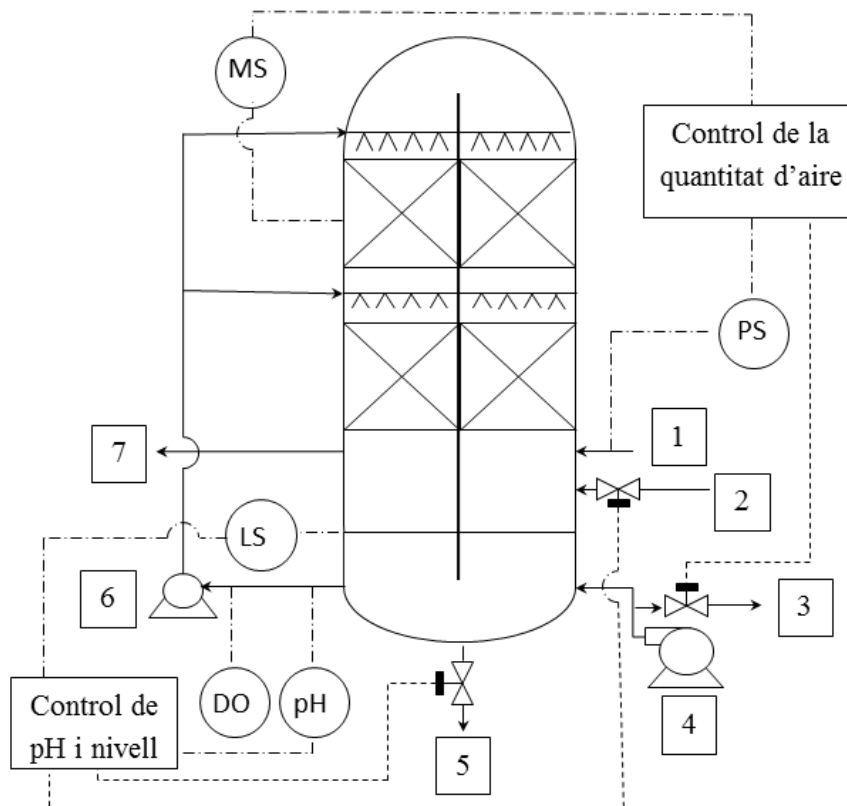 MS
Control de la
quantitat d'aire
PS
1
7
2
LS
6
3
DO
pH
4
Control de
pH i nivell
5